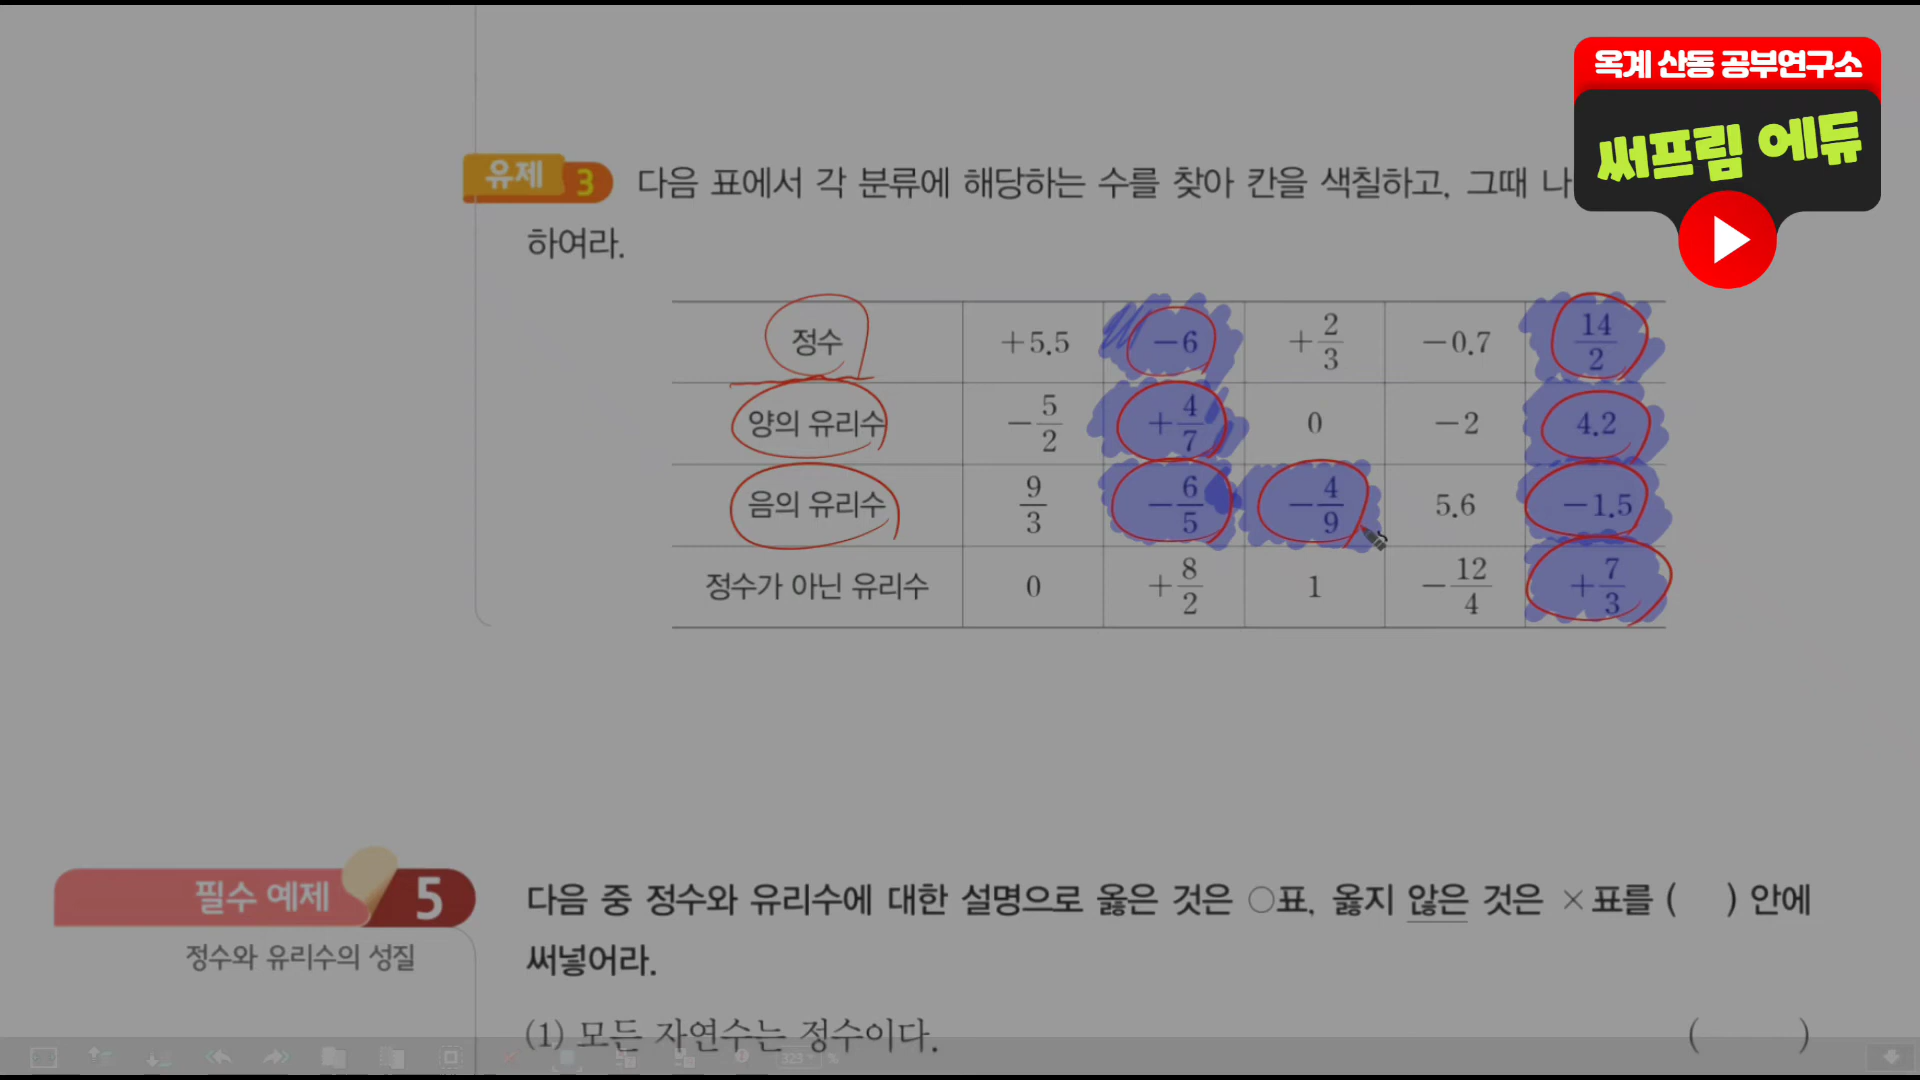 옥계 산동 공부연구소
써프림 에듀
유제 3 다음 표에서 각 분류에 해당하는 수를 찾아 칸을 색칠하고, 그때 나
하여라.
정수 +5.5 −6 +2/3 −0.7 14/2
양의 유리수 −5/2 +4/7 0 −2 4.2
음의 유리수 9/3 −6/5 −4/9 5.6 −1.5
정수가 아닌 유리수 0 +8/2 1 −12/4 +7/3
필수 예제 5 다음 중 정수와 유리수에 대한 설명으로 옳은 것은 ○표, 옳지 않은 것은 ×표를 ( ) 안에
정수와 유리수의 성질
써넣어라.
(1) 모든 자연수는 정수이다. ( )
323 %